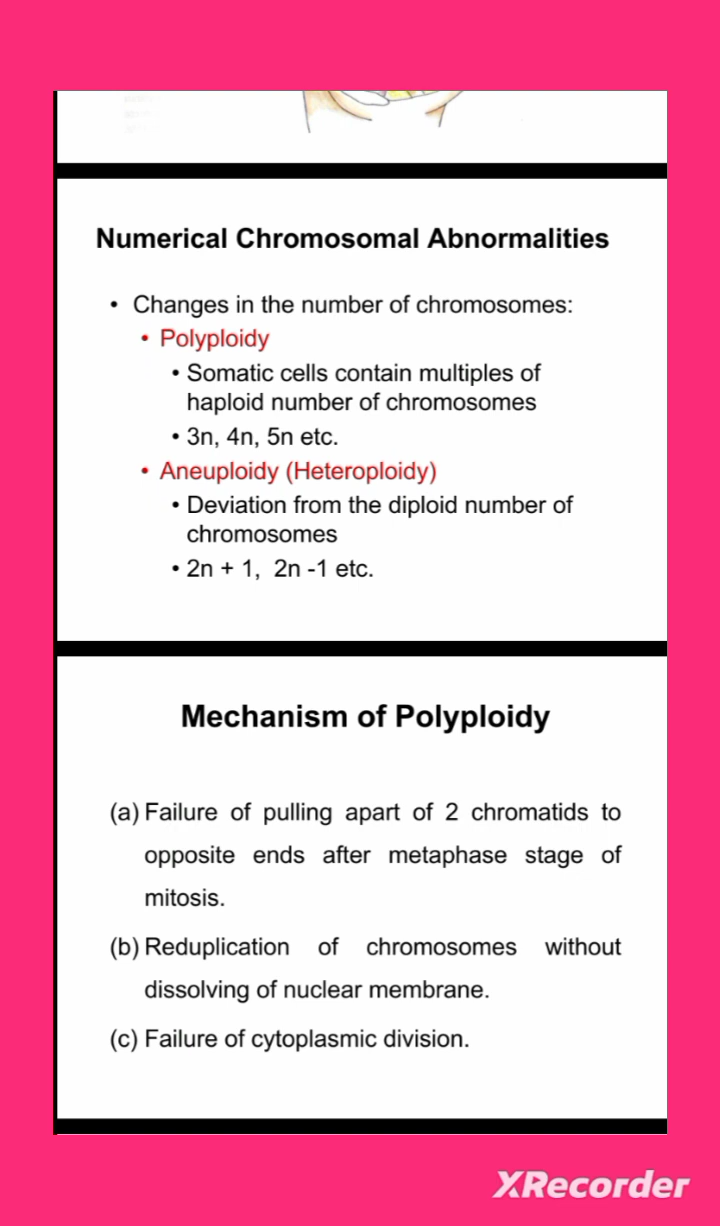 Numerical Chromosomal Abnormalities
• Changes in the number of chromosomes:
• Polyploidy
• Somatic cells contain multiples of
haploid number of chromosomes
• 3n, 4n, 5n etc.
• Aneuploidy (Heteroploidy)
• Deviation from the diploid number of
chromosomes
• 2n + 1, 2n -1 etc.
Mechanism of Polyploidy
(a) Failure of pulling apart of 2 chromatids to
opposite ends after metaphase stage of
mitosis.
(b) Reduplication of chromosomes without
dissolving of nuclear membrane.
(c) Failure of cytoplasmic division.
XRecorder